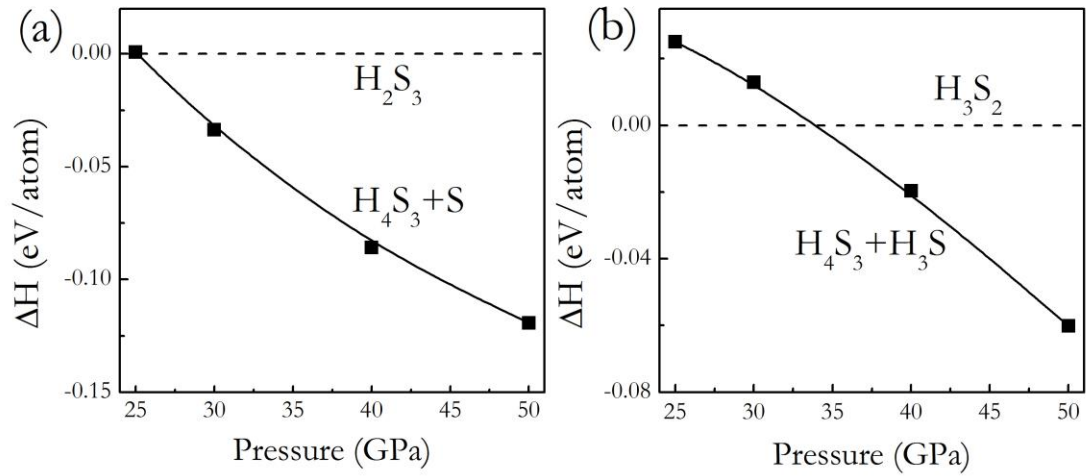 (a)
0.00
-0.05
-0.10
-0.15
ΔH (eV/atom)
H₂S₃
H₄S₃+S
25 30 35 40 45 50
Pressure (GPa)
(b)
0.00
-0.04
-0.08
ΔH (eV/atom)
H₃S₂
H₄S₃+H₃S
25 30 35 40 45 50
Pressure (GPa)